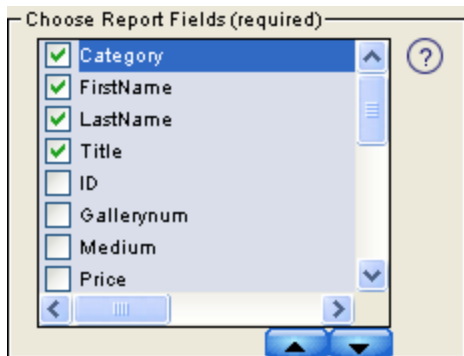 Choose Report Fields (required)
?
Category
FirstName
LastName
Title
ID
Gallerynum
Medium
Price